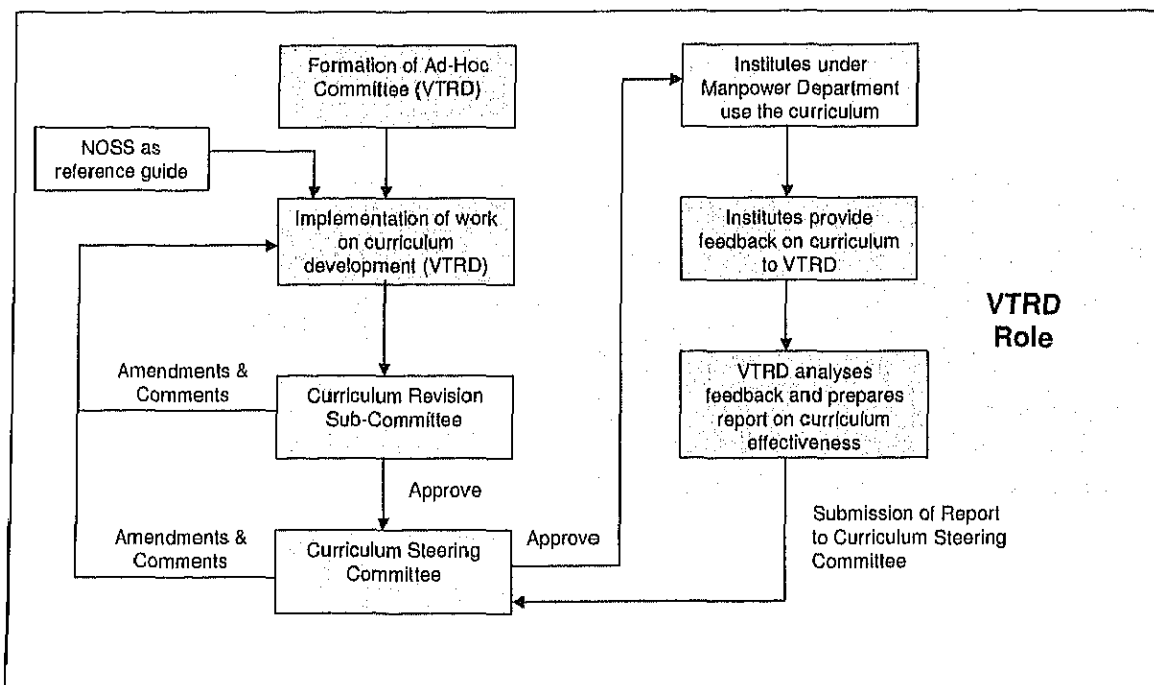 Formation of Ad-Hoc
Committee (VTRD)
NOSS as
reference guide
Implementation of work
on curriculum
development (VTRD)
Amendments &
Comments
Curriculum Revision
Sub-Committee
Approve
Amendments &
Comments
Curriculum Steering
Committee
Approve
Institutes under
Manpower Department
use the curriculum
Institutes provide
feedback on curriculum
to VTRD
VTRD analyses
feedback and prepares
report on curriculum
effectiveness
Submission of Report
to Curriculum Steering
Committee
VTRD
Role